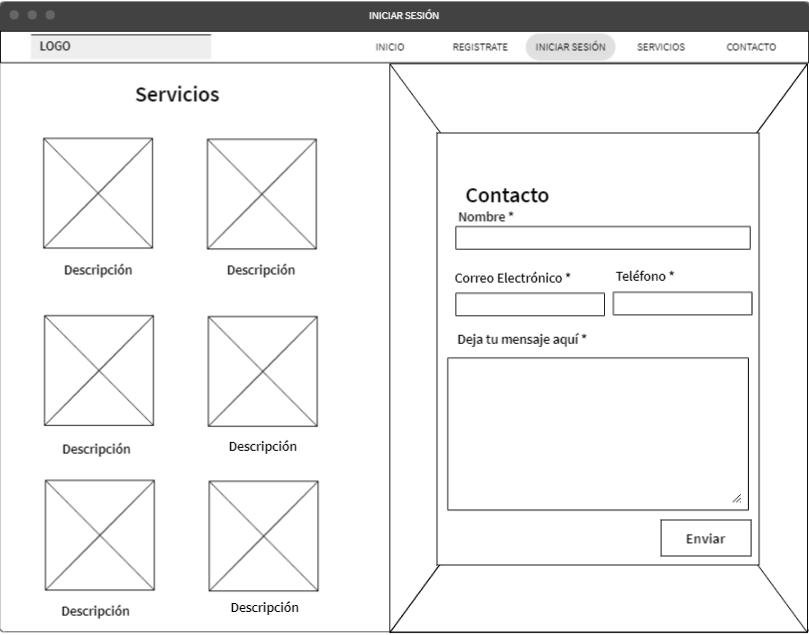 INICIAR SESIÓN
LOGO
INICIO
REGISTRATE
INICIAR SESIÓN
SERVICIOS
CONTACTO
Servicios
Descripción
Descripción
Descripción
Descripción
Descripción
Descripción
Contacto
Nombre *
Correo Electrónico *
Teléfono *
Deja tu mensaje aquí *
Enviar